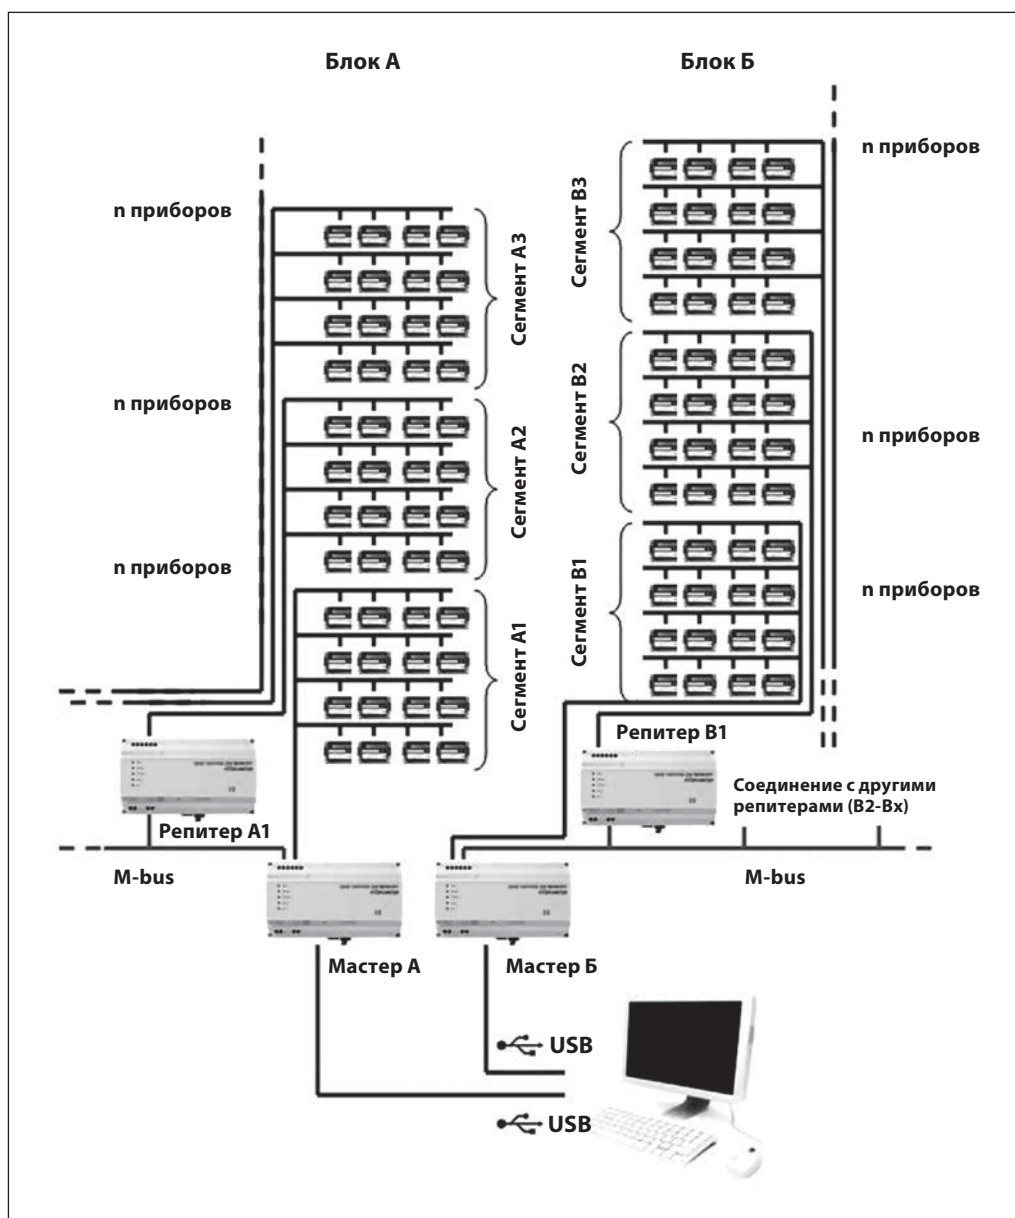 Блок А
Блок Б
n приборов
n приборов
Сегмент В3
n приборов
Сегмент А3
Сегмент В2
n приборов
n приборов
Сегмент А2
n приборов
Сегмент В1
Сегмент А1
Репитер В1
Соединение с другими
репитерами (В2-Вх)
Репитер А1
M-bus
M-bus
Мастер А
Мастер Б
USB
USB